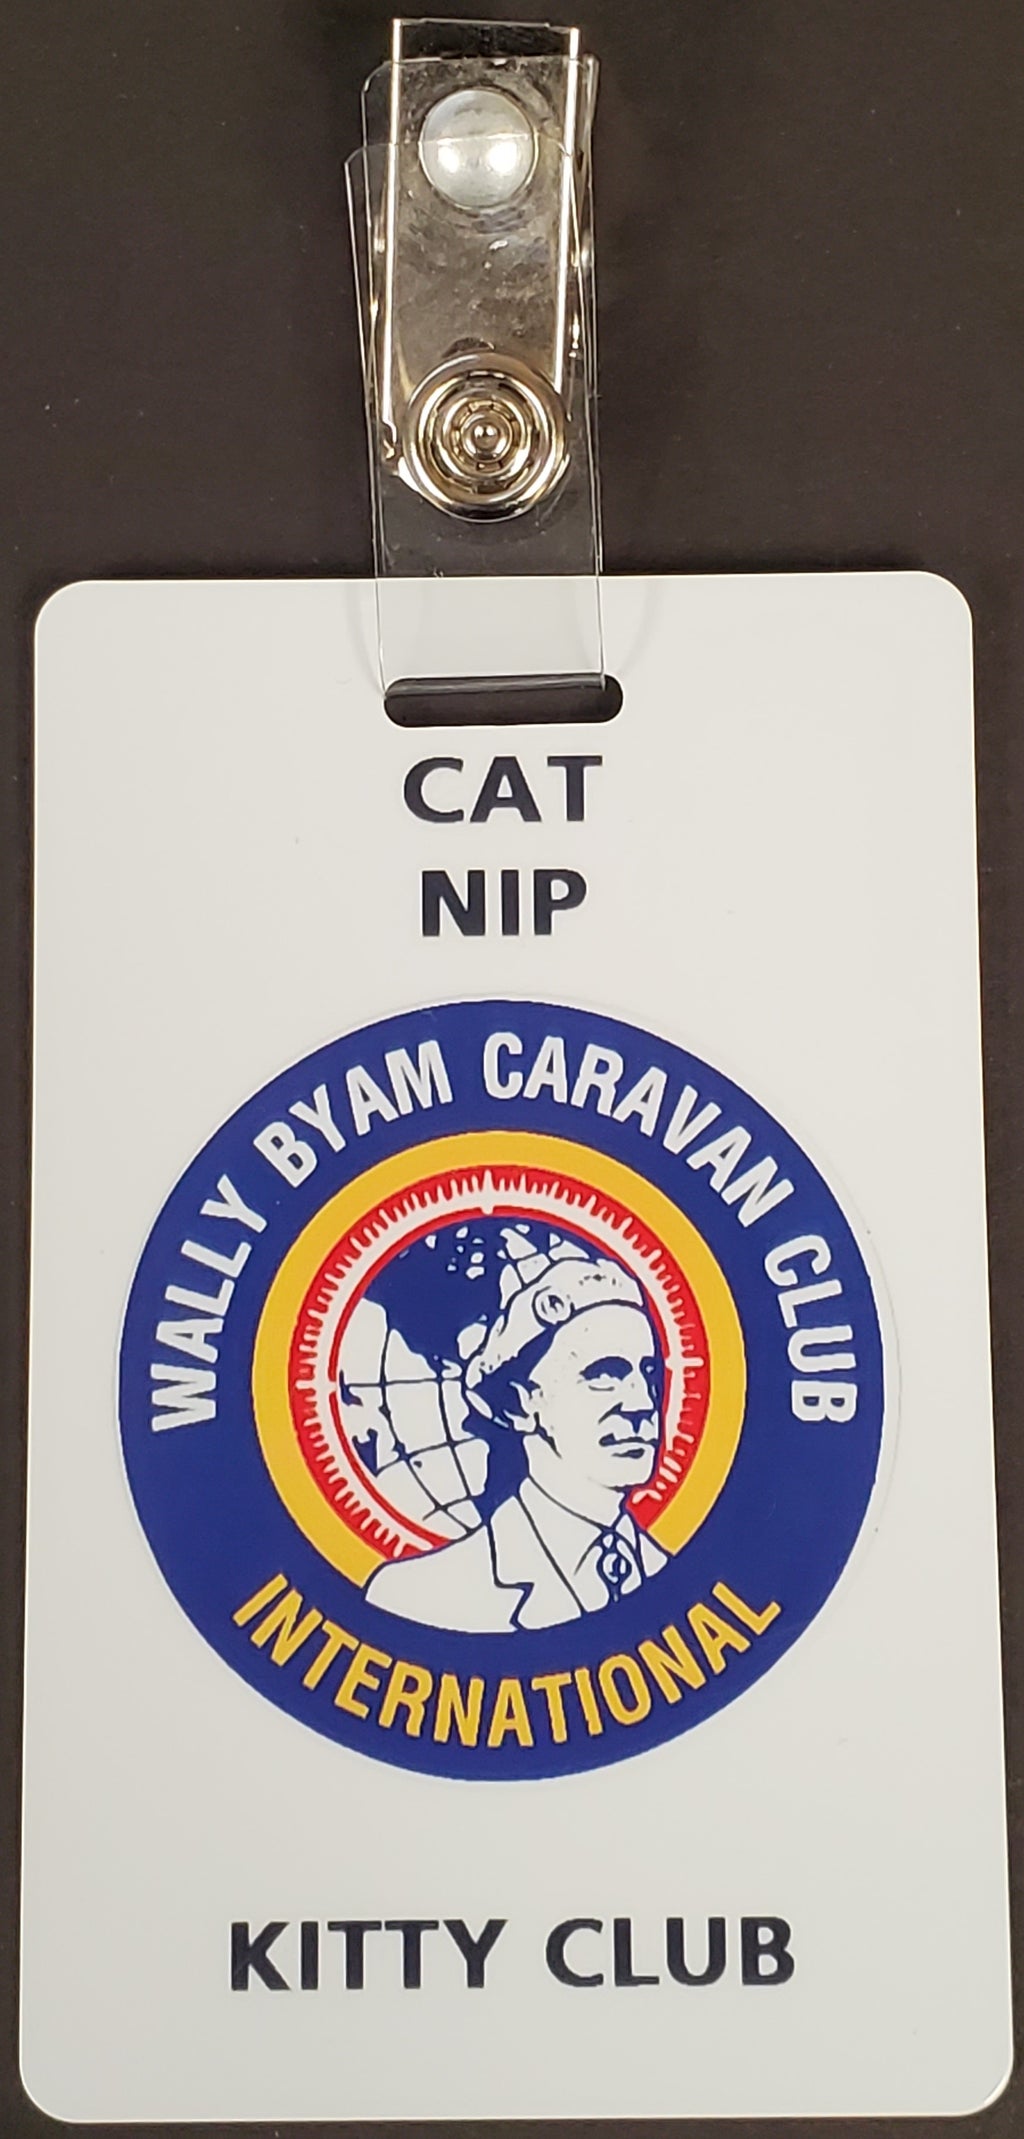 CAT
NIP
WALLY BYAM CARAVAN CLUB
INTERNATIONAL
KITTY CLUB